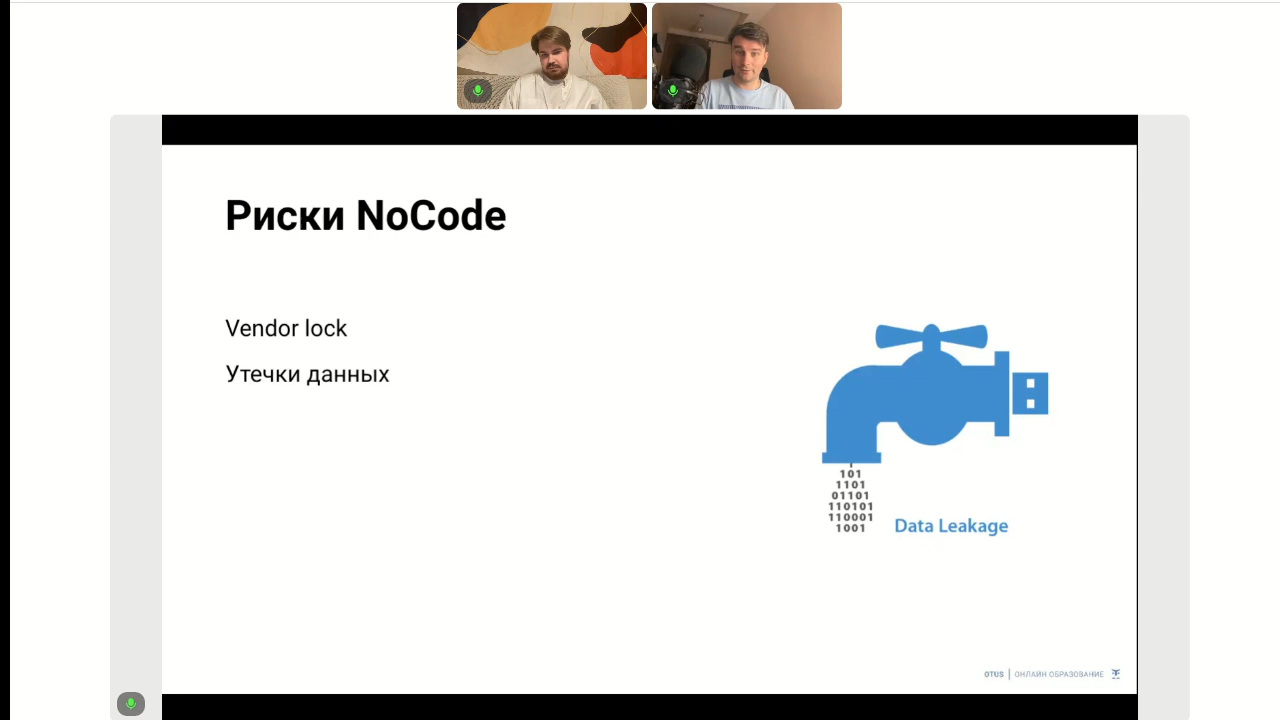 Риски NoCode
Vendor lock
Утечки данных
101
1101
01101
110101
110001
1001
Data Leakage
OTUS | ОНЛАЙН ОБРАЗОВАНИЕ